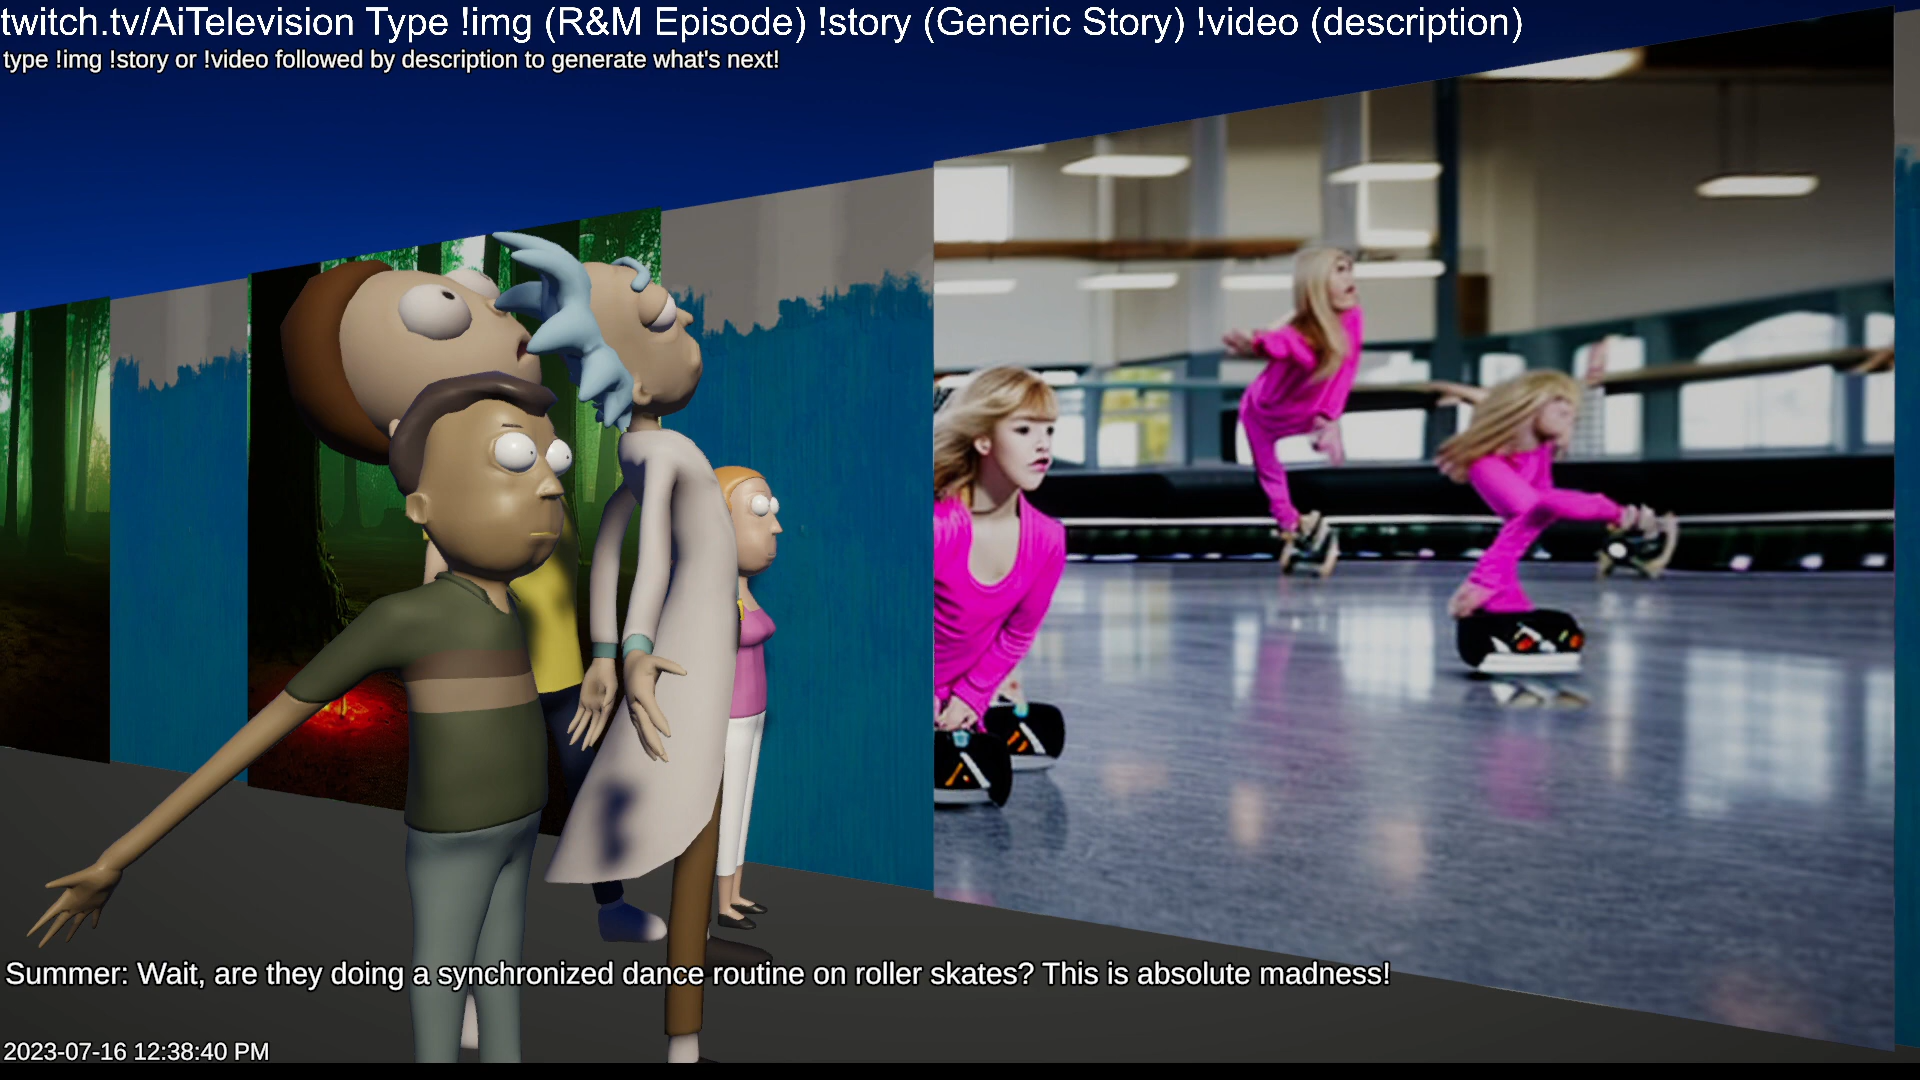 twitch.tv/AiTelevision Type !img (R&M Episode) !story (Generic Story) !video (description)
type !img !story or !video followed by description to generate what's next!
Summer: Wait, are they doing a synchronized dance routine on roller skates? This is absolute madness!
2023-07-16 12:38:40 PM